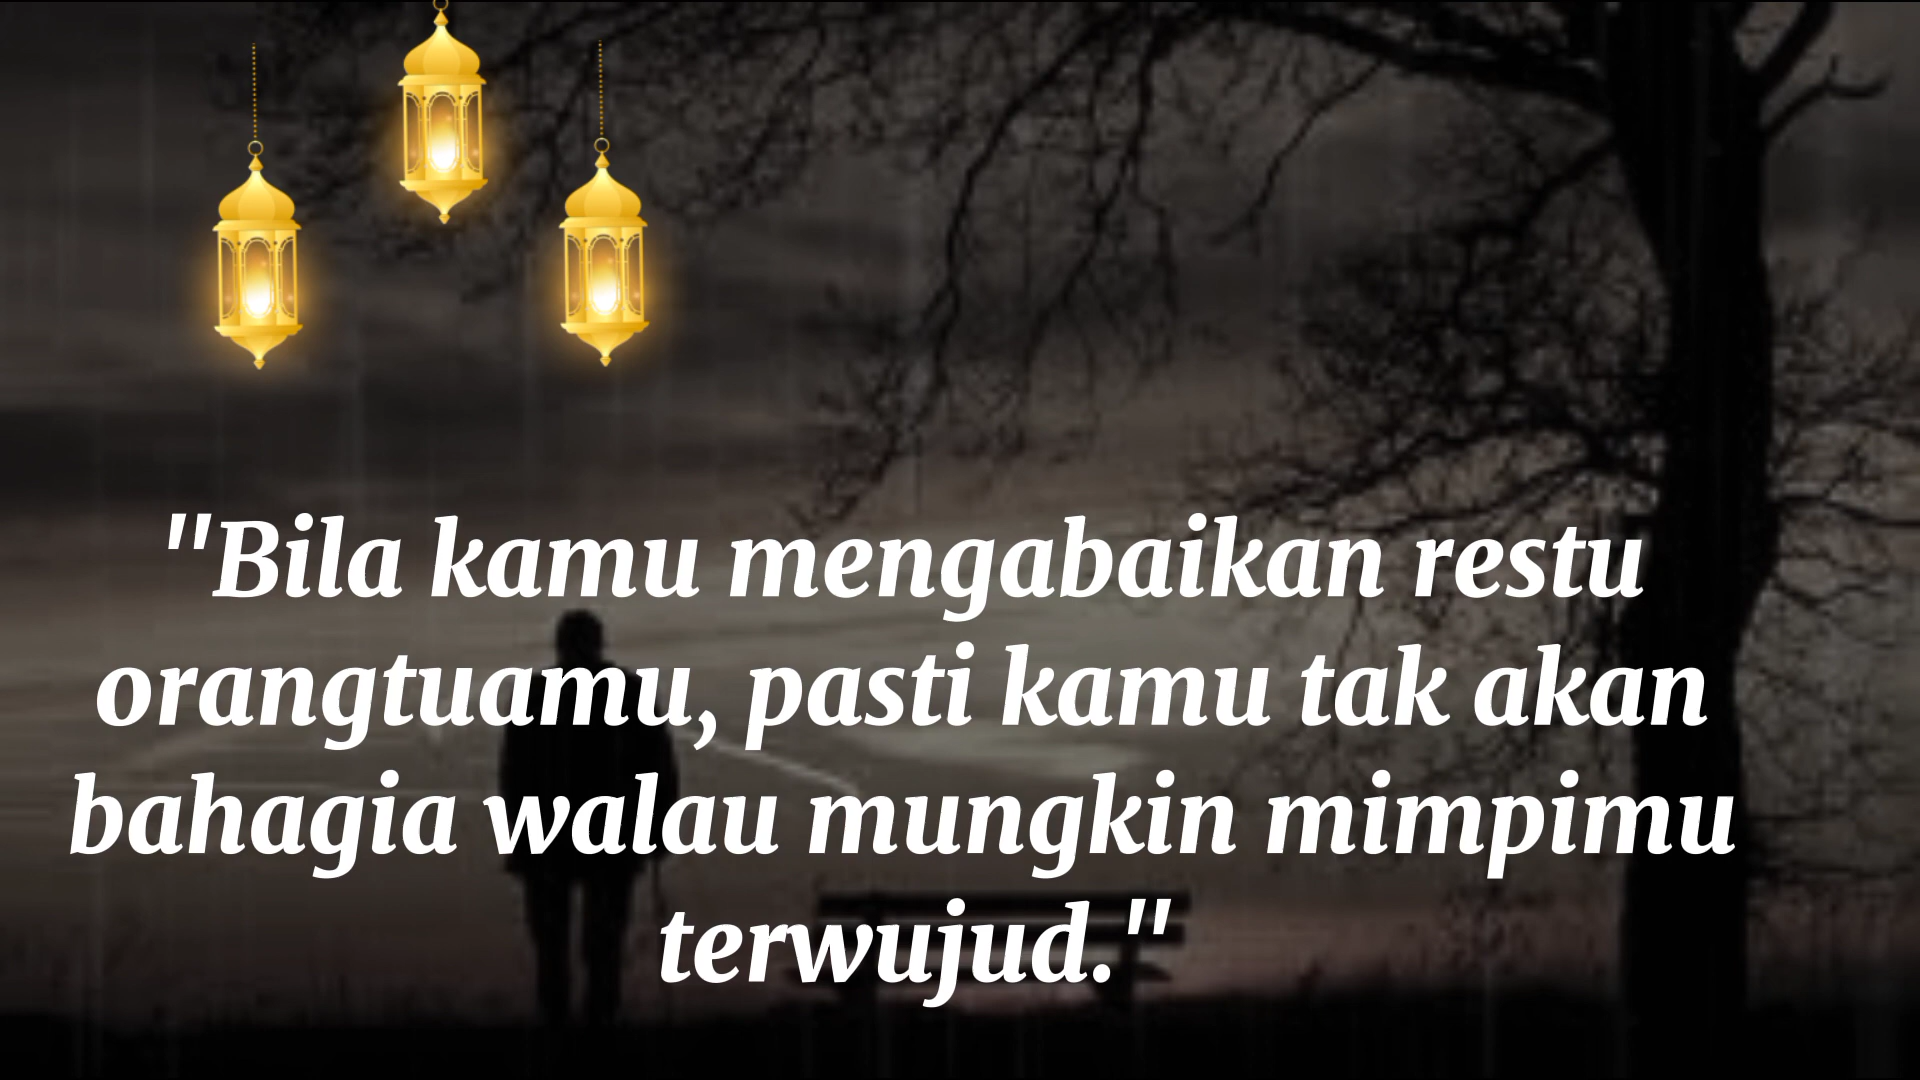 "Bila kamu mengabaikan restu
orangtuamu, pasti kamu tak akan
bahagia walau mungkin mimpimu
terwujud."